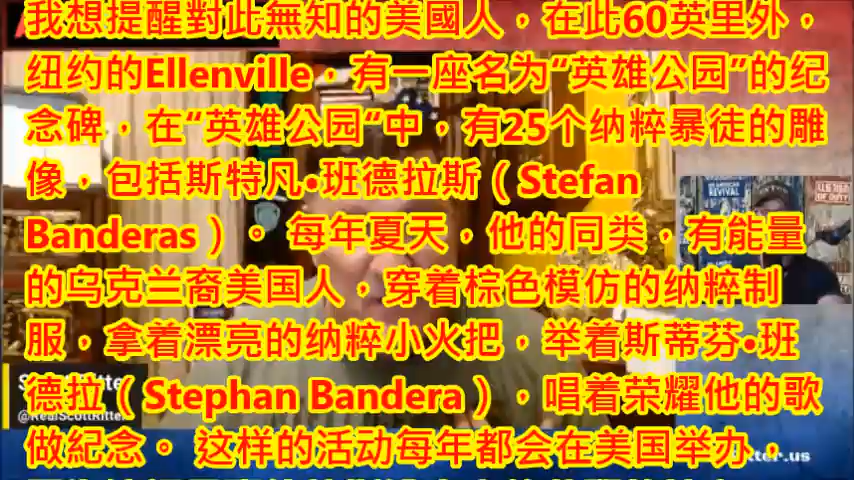 我想提醒對此無知的美國人，在此60英里外，
纽约的Ellenville，有一座名为“英雄公园”的纪
念碑，在“英雄公园“中，有25个纳粹暴徒的雕
像，包括斯特凡•班德拉斯（Stefan
Banderas）。 每年夏天，他的同类，有能量
的乌克兰裔美国人，穿着棕色模仿的纳粹制
服，拿着漂亮的纳粹小火把，举着斯蒂芬•班
德拉（Stephan Bandera），唱着荣耀他的歌
做紀念。 这样的活动每年都会在美国举办，
AMERICAN
REVIVAL
@RealScottRitter